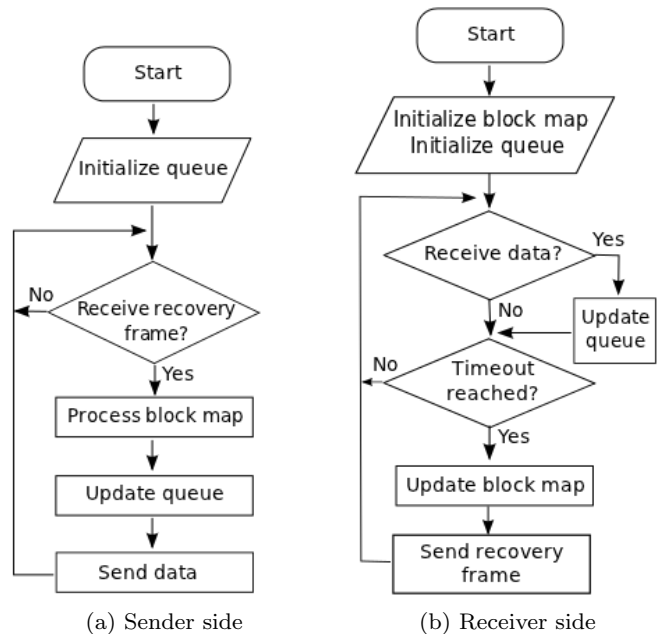 Start
Initialize queue
Receive recovery
frame?
No
Yes
Process block map
Update queue
Send data
(a) Sender side
Start
Initialize block map
Initialize queue
Receive data?
Yes
No
Update
queue
Timeout
reached?
No
Yes
Update block map
Send recovery
frame
(b) Receiver side